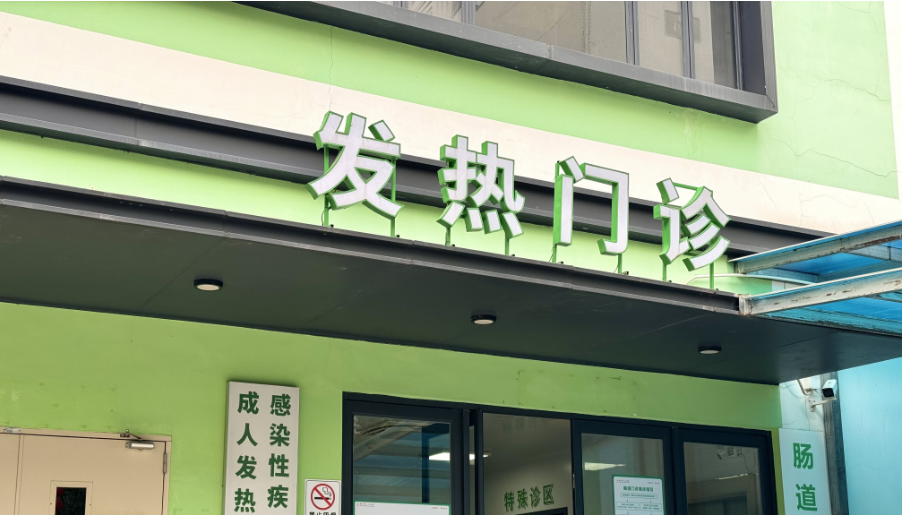 发热门诊
感染性疾
成人发热
特殊诊区
肠道